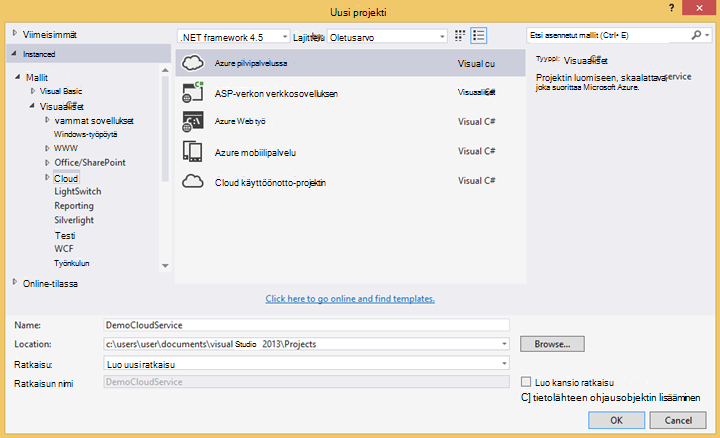 Uusi projekti
Viimeisimmät
.NET framework 4.5
Lajittelu
Oletusarvo
Etsi asennetut mallit (Ctrl+ E)
Instanced
Mallit
Visual Basic
C#
vammat sovellukset
Windows-työpöytä
WWW
Office/SharePoint
Cloud
LightSwitch
Reporting
Silverlight
Testi
WCF
Työnkulun
Online-tilassa
Azure pilvipalvelussa
Visual cu
ASP-verkon verkkosovelluksen
Azure Web työ
Visual C#
Azure mobiilipalvelu
Visual C#
Cloud käyttöönotto-projektin
Visual C#
Click here to go online and find templates.
Tyyppi:
C#
Projektin luomiseen, skaalattava service
joka suorittaa Microsoft Azure.
Name:
DemoCloudService
Location:
c:\users\user\documents\visual Studio 2013\Projects
Browse...
Ratkaisu:
Luo uusi ratkaisu
Ratkaisun nimi
DemoCloudService
Luo kansio ratkaisu
C] tietolähteen ohjausobjektin lisääminen
OK
Cancel